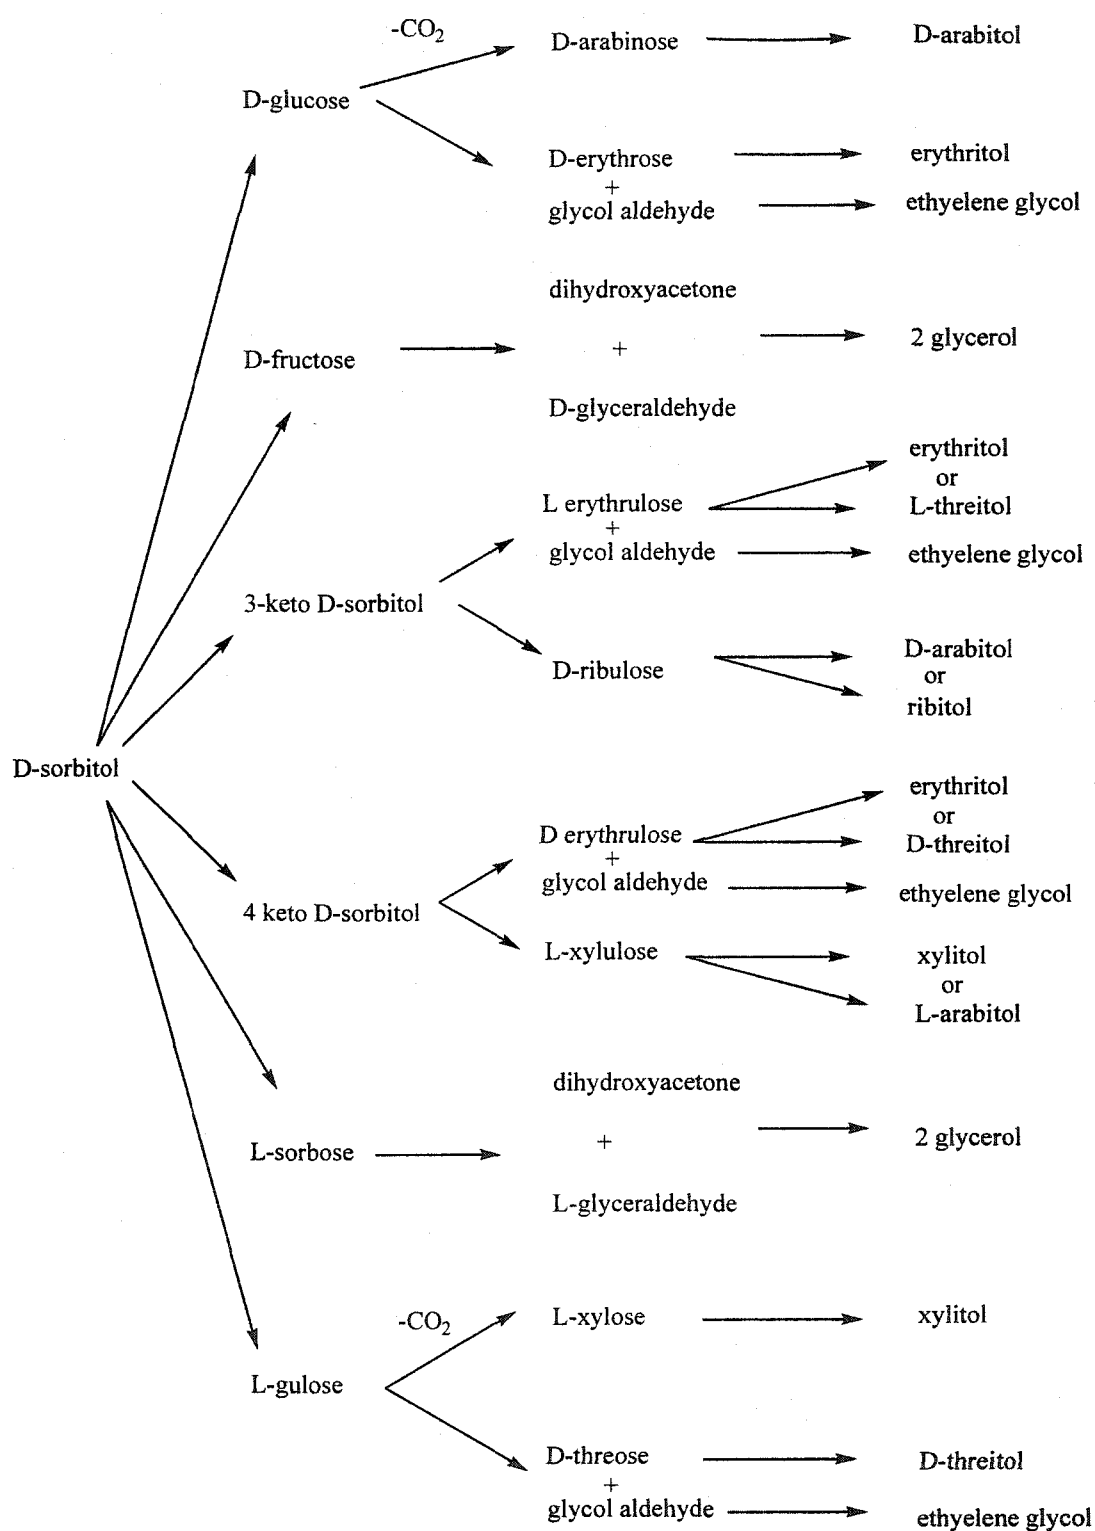 -CO2
D-arabinose
D-arabitol
D-glucose
D-erythrose
+
glycol aldehyde
erythritol
ethyelene glycol
dihydroxyacetone
+
D-glyceraldehyde
D-fructose
2 glycerol
L erythrulose
+
glycol aldehyde
erythritol
or
L-threitol
ethyelene glycol
3-keto D-sorbitol
D-ribulose
D-arabitol
or
ribitol
D-sorbitol
D erythrulose
+
glycol aldehyde
erythritol
or
D-threitol
ethyelene glycol
4 keto D-sorbitol
L-xylulose
xylitol
or
L-arabitol
dihydroxyacetone
+
L-glyceraldehyde
L-sorbose
2 glycerol
-CO2
L-xylose
xylitol
L-gulose
D-threose
+
glycol aldehyde
D-threitol
ethyelene glycol